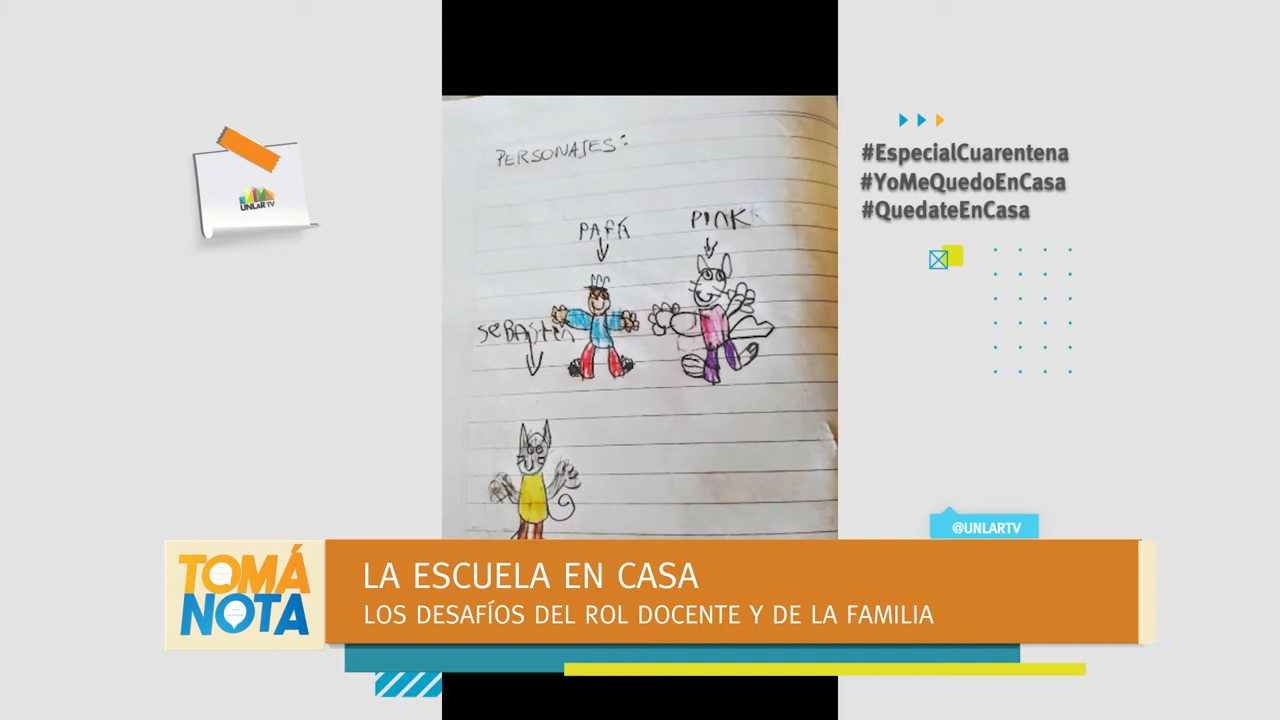 UNLAR TV
#EspecialCuarentena
#YoMeQuedoEnCasa
#QuedateEnCasa
PERSONAJES:
PAPÁ
PINK
SEBASTIÁN
@UNLARTV
TOMÁ
NOTA
LA ESCUELA EN CASA
LOS DESAFÍOS DEL ROL DOCENTE Y DE LA FAMILIA